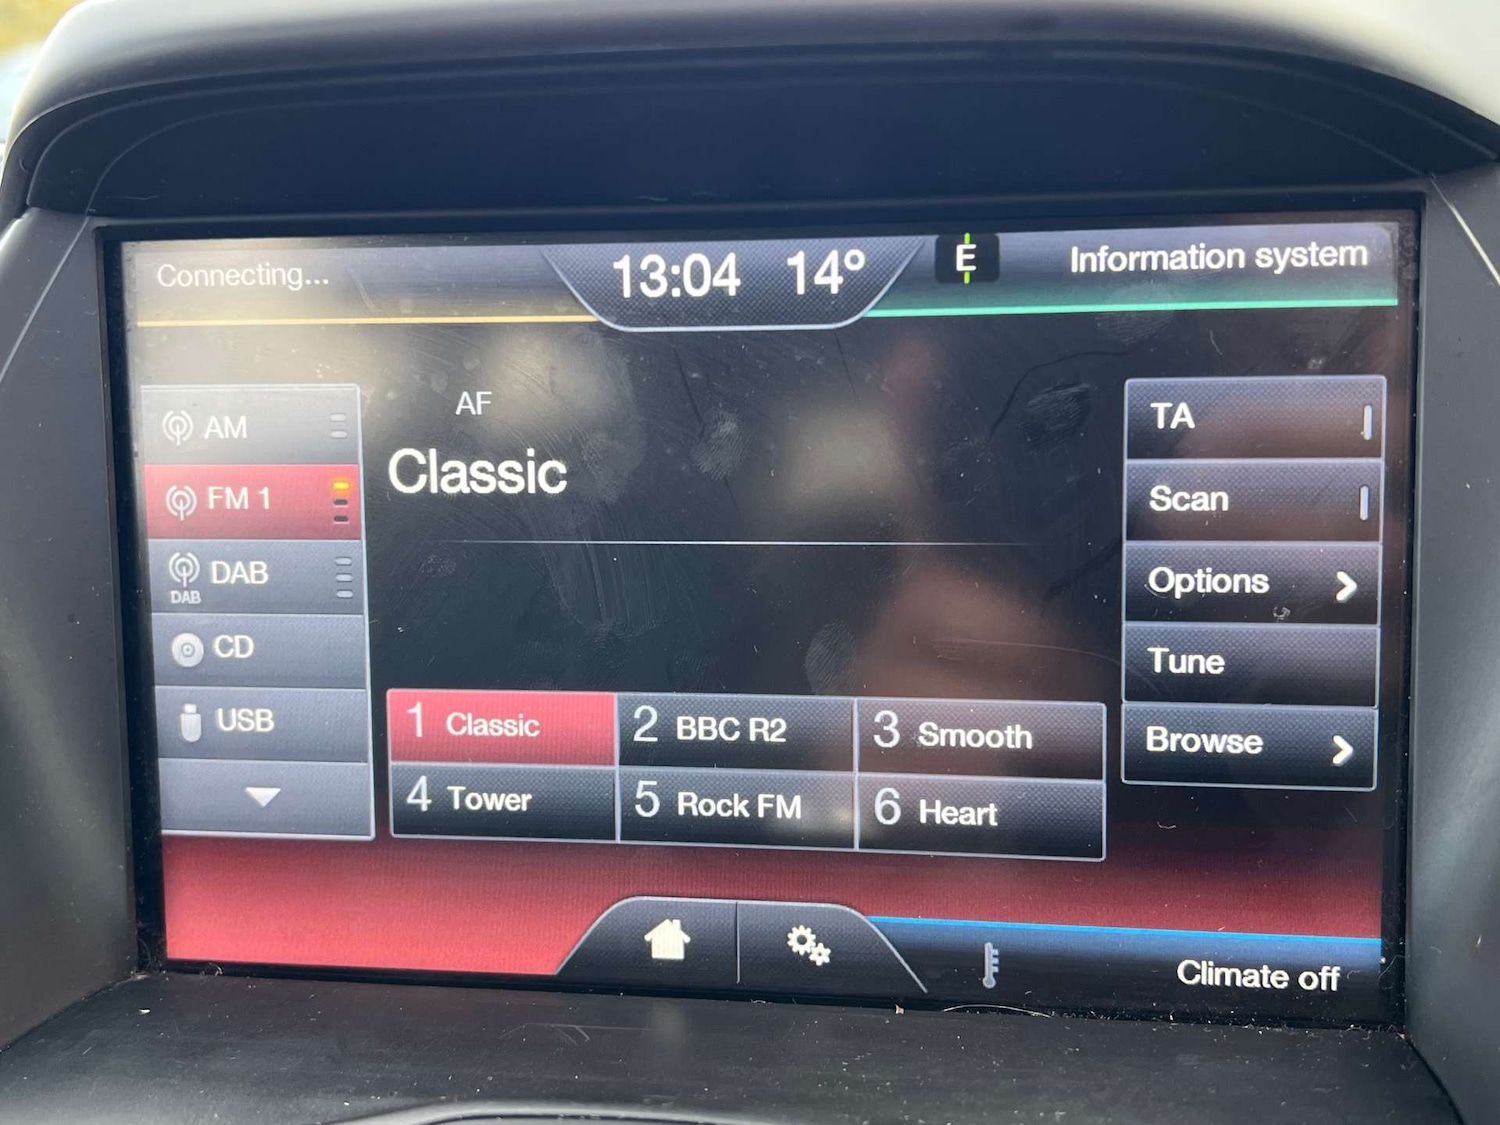 Connecting...
13:04 14°
E
Information system
AM
FM 1
DAB
DAB
CD
USB
AF
Classic
1 Classic
2 BBC R2
3 Smooth
4 Tower
5 Rock FM
6 Heart
TA
Scan
Options
Tune
Browse
Climate off